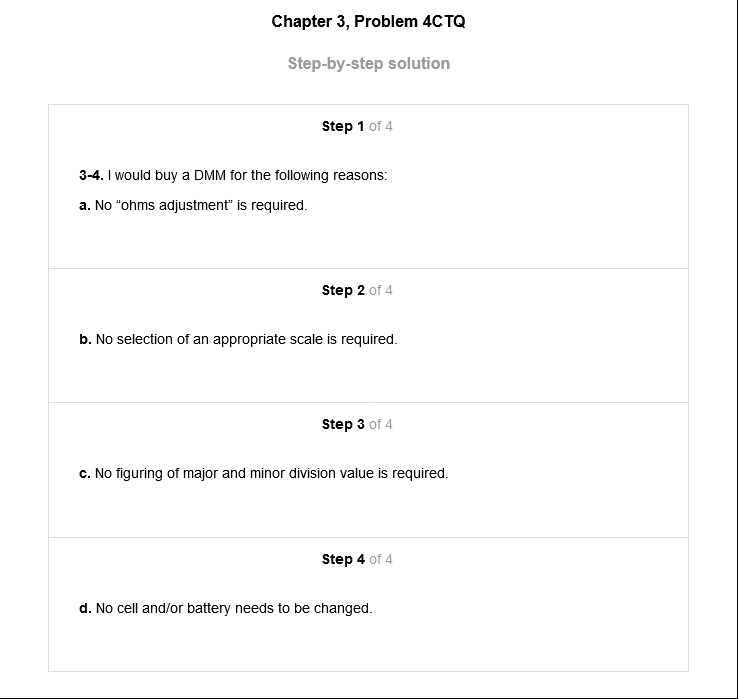 Chapter 3, Problem 4CTQ
Step-by-step solution
Step 1 of 4
3-4. I would buy a DMM for the following reasons:
a. No “ohms adjustment” is required.
Step 2 of 4
b. No selection of an appropriate scale is required.
Step 3 of 4
c. No figuring of major and minor division value is required.
Step 4 of 4
d. No cell and/or battery needs to be changed.